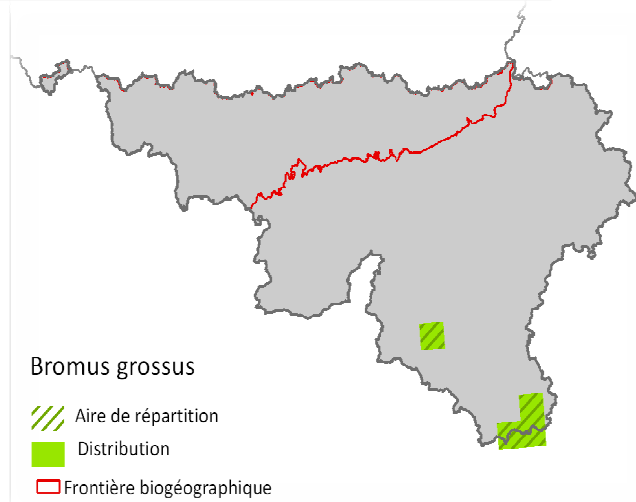 Bromus grossus
Aire de répartition
Distribution
Frontière biogéographique